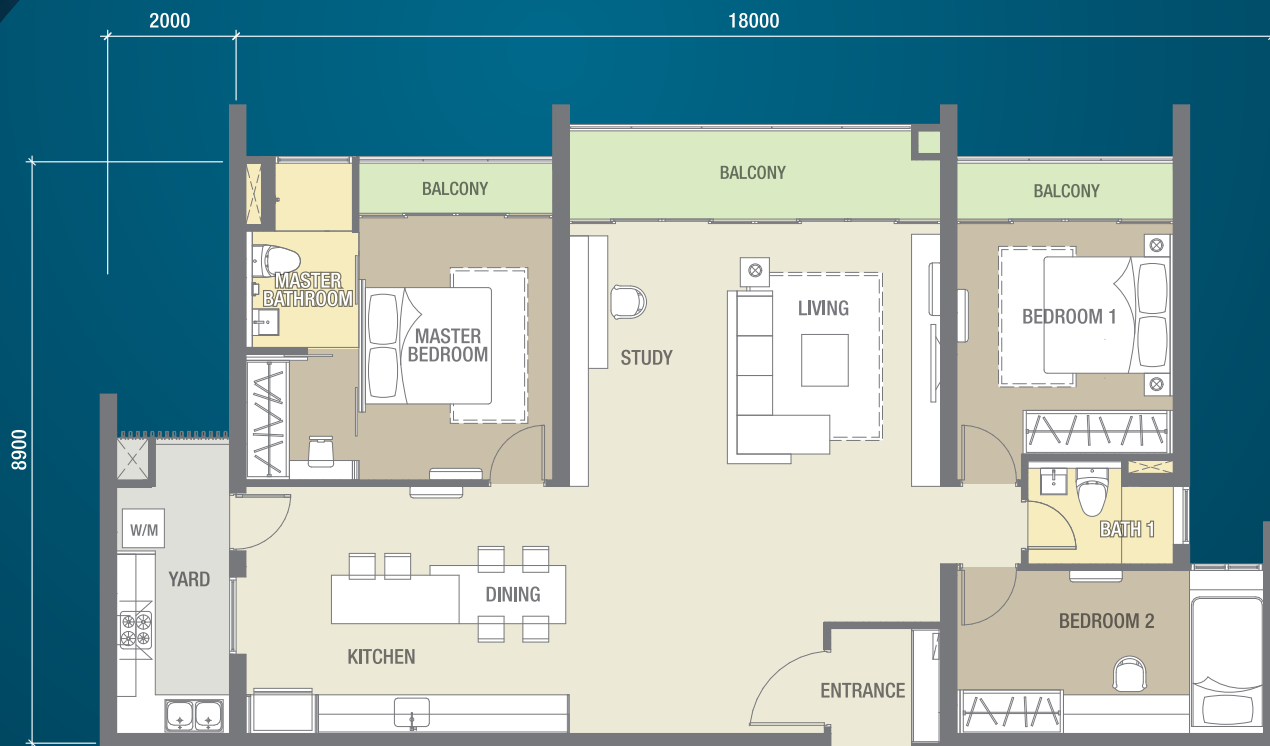 2000
18000
BALCONY
BALCONY
BALCONY
MASTER
BATHROOM
MASTER
BEDROOM
LIVING
STUDY
BEDROOM 1
8900
W/M
YARD
BATH 1
DINING
BEDROOM 2
KITCHEN
ENTRANCE